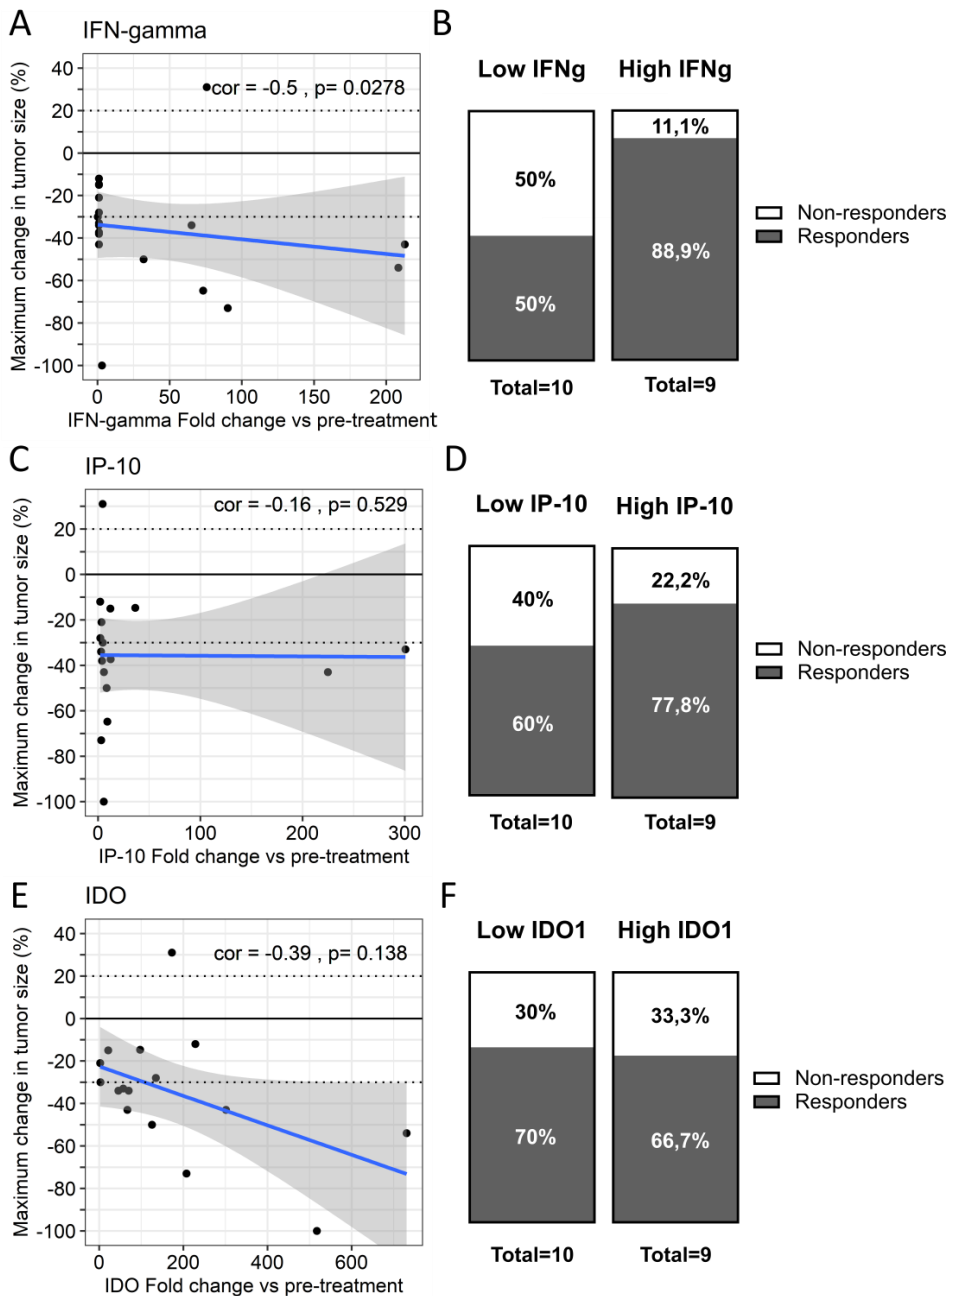 A
IFN-gamma
Maximum change in tumor size (%)
40
20
0
-20
-40
-60
-80
-100
cor = -0.5 , p= 0.0278
0 50 100 150 200
IFN-gamma Fold change vs pre-treatment
B
Low IFNg High IFNg
50%
50%
11,1%
88,9%
Total=10 Total=9
Non-responders
Responders
C
IP-10
Maximum change in tumor size (%)
20
0
-20
-40
-60
-80
-100
cor = -0.16 , p= 0.529
0 100 200 300
IP-10 Fold change vs pre-treatment
D
Low IP-10 High IP-10
40%
60%
22,2%
77,8%
Total=10 Total=9
Non-responders
Responders
E
IDO
Maximum change in tumor size (%)
40
20
0
-20
-40
-60
-80
-100
cor = -0.39 , p= 0.138
0 200 400 600
IDO Fold change vs pre-treatment
F
Low IDO1 High IDO1
30%
70%
33,3%
66,7%
Total=10 Total=9
Non-responders
Responders